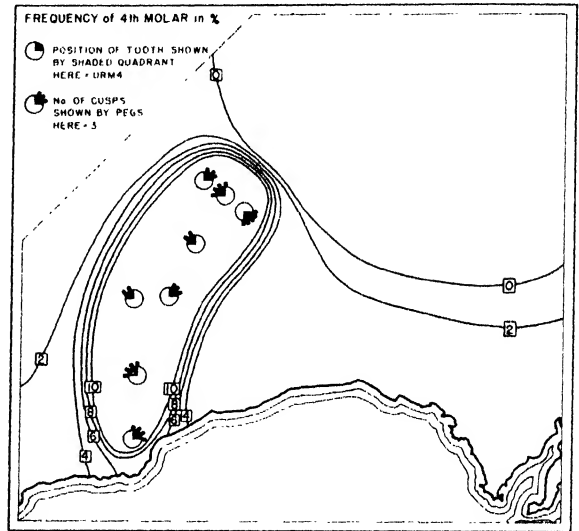 FREQUENCY of 4th MOLAR in %
POSITION OF TOOTH SHOWN
BY SHADED QUADRANT
HERE = URM4
No OF CUSPS
SHOWN BY PEGS
HERE = 3
0
0
2
2
10
10
8
8
6
6
4
4